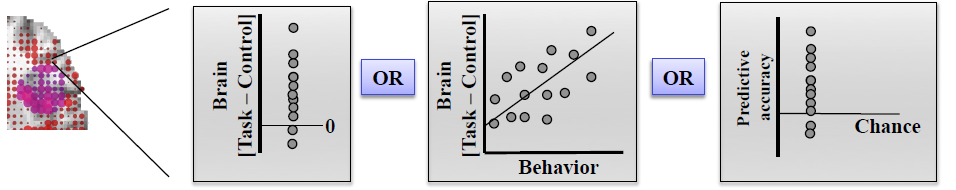 Brain
[Task – Control]
0
OR
Brain
[Task – Control]
Behavior
OR
Predictive
accuracy
Chance